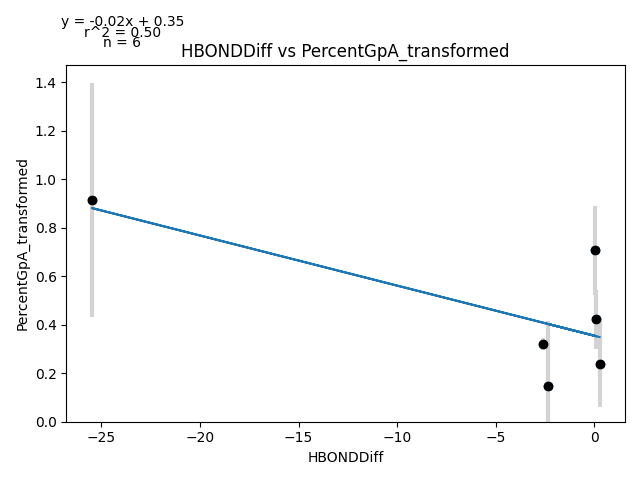 y = -0.02x + 0.35
r^2 = 0.50
n = 6
HBONDDiff vs PercentGpA_transformed
PercentGpA_transformed
1.4
1.2
1.0
0.8
0.6
0.4
0.2
0.0
−25
−20
−15
−10
−5
0
HBONDDiff